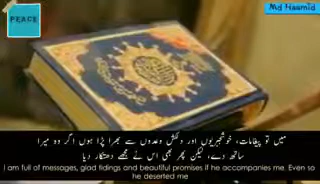 PEACE
Md Haamid
میں تو پیغامات، خوشخبریوں اور دلکش وعدوں سے بھرا پڑا ہوں اگر وہ میرا
ساتھ دے، لیکن پھر بھی اس نے مجھے دھتکار دیا
I am full of messages, glad tidings and beautiful promises if he accompanies me. Even so
he deserted me